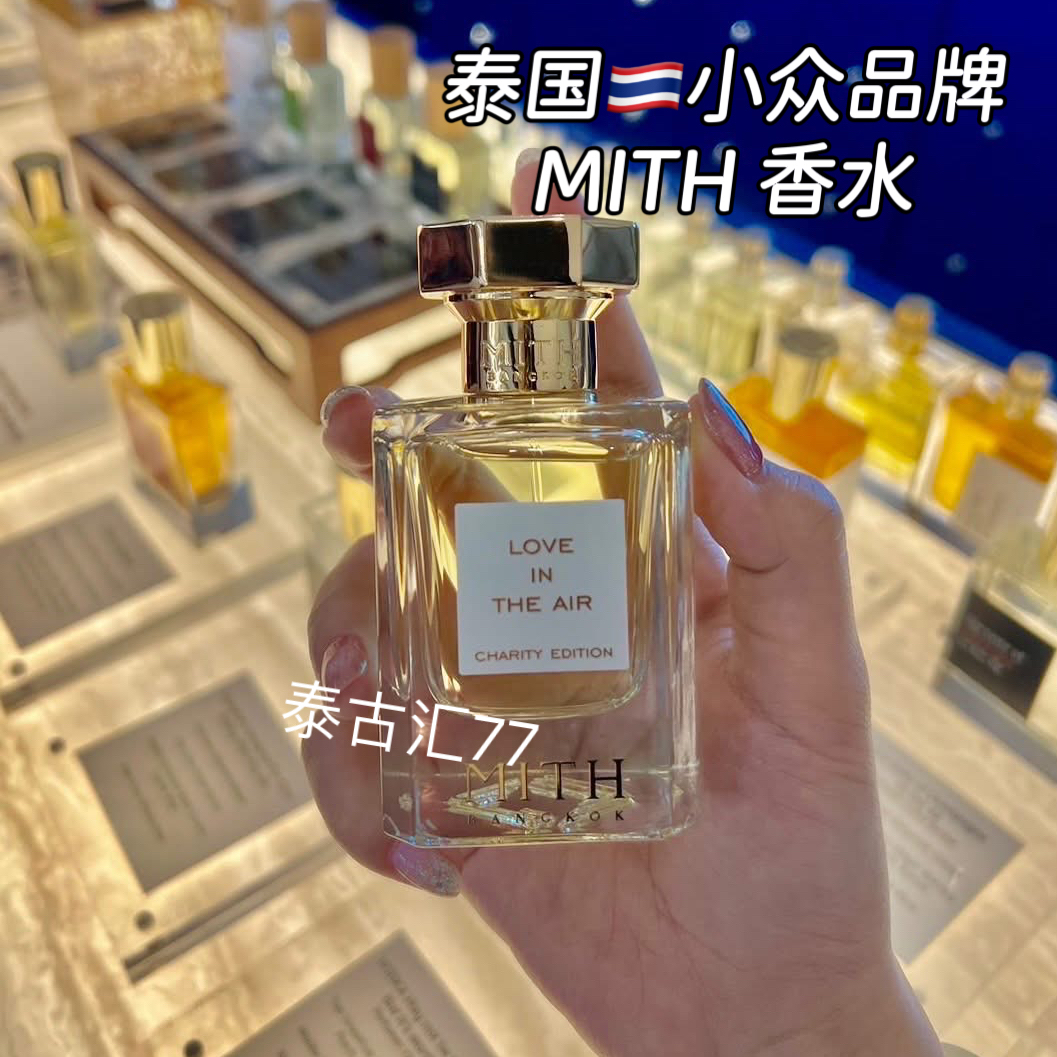 泰国🇹🇭小众品牌
MITH 香水
MITH
BANGKOK
LOVE
IN
THE AIR
CHARITY EDITION
泰古汇77
MITH
BANGKOK